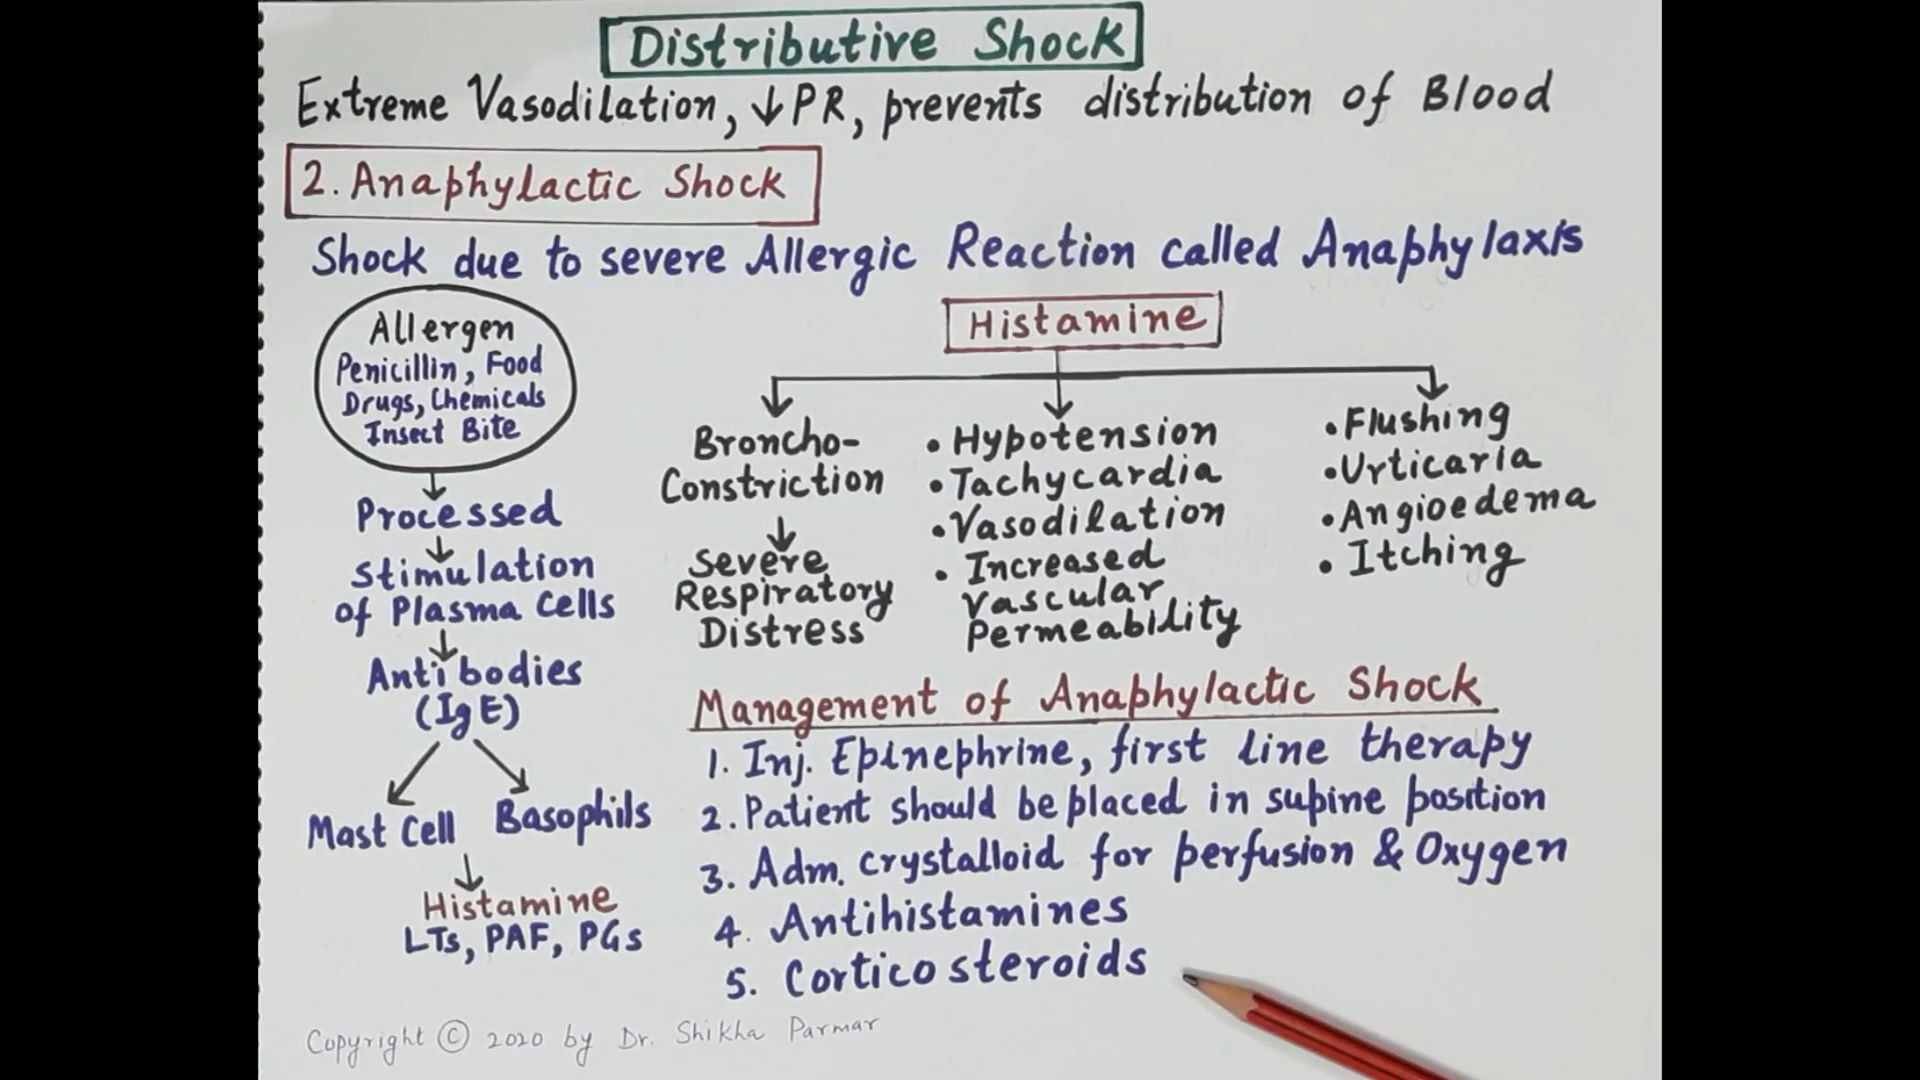 Distributive Shock
Extreme Vasodilation, ↓PR, prevents distribution of Blood
2. Anaphylactic Shock
Shock due to severe Allergic Reaction called Anaphylaxis
Allergen
Penicillin, Food
Drugs, Chemicals
Insect Bite
Processed
Stimulation
of Plasma Cells
Antibodies
(IgE)
Mast Cell
Basophils
Histamine
LTs, PAF, PGs
Histamine
Broncho-
Constriction
Severe
Respiratory
Distress
• Hypotension
• Tachycardia
• Vasodilation
• Increased
Vascular
Permeability
• Flushing
• Urticaria
• Angioedema
• Itching
Management of Anaphylactic Shock
1. Inj. Epinephrine, first line therapy
2. Patient should be placed in supine position
3. Adm. crystalloid for perfusion & Oxygen
4. Antihistamines
5. Corticosteroids
Copyright © 2020 by Dr. Shikha Parmar